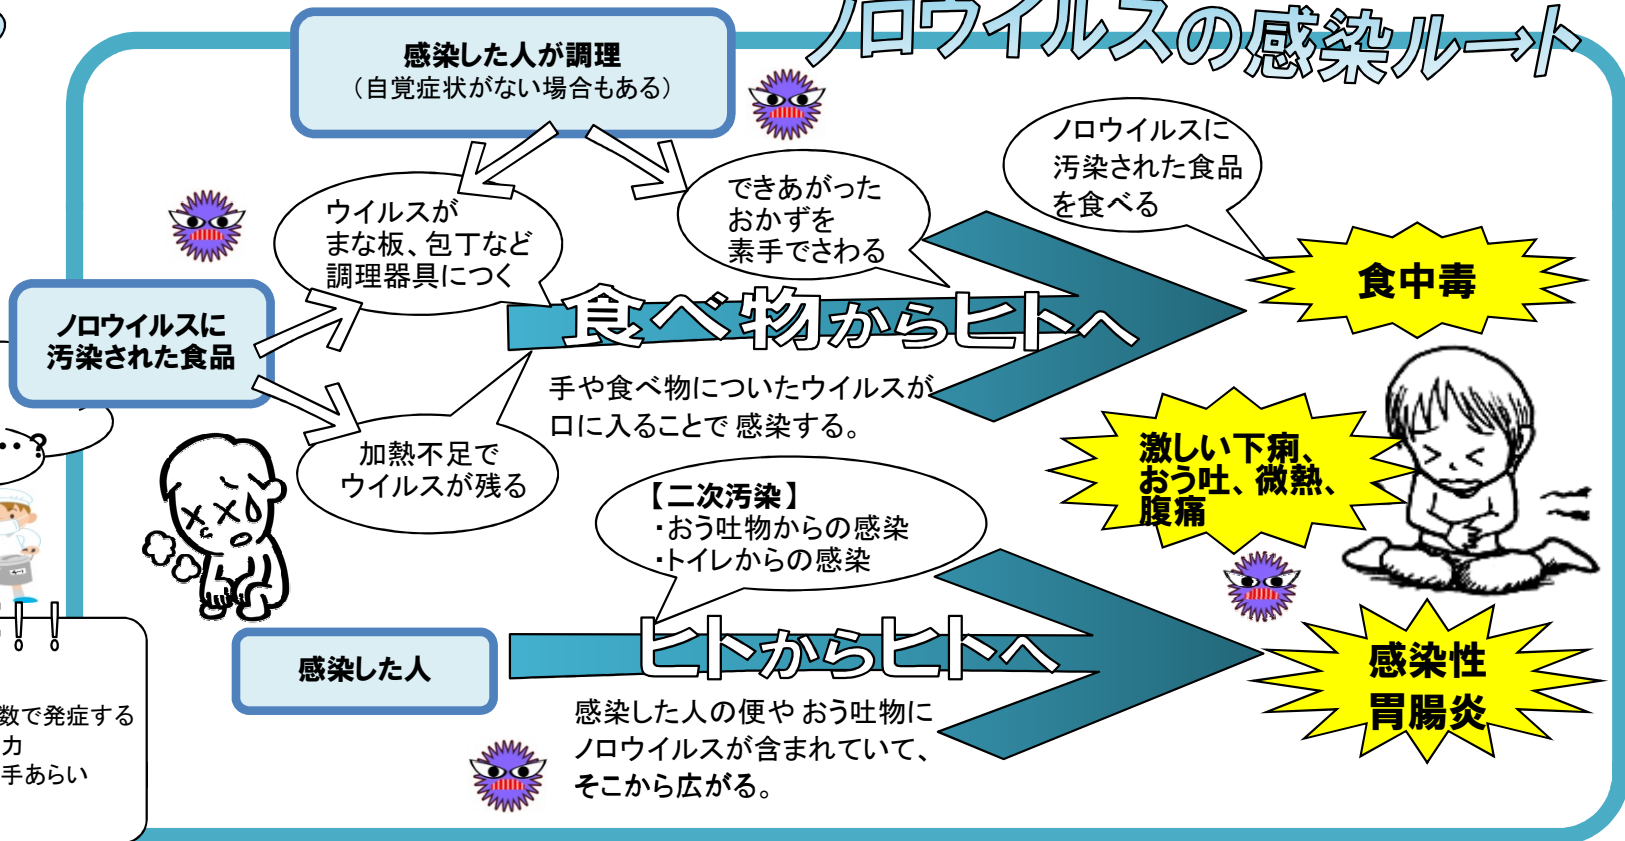 ノロウイルスの感染ルート
感染した人が調理
（自覚症状がない場合もある）
ウイルスが
まな板、包丁など
調理器具につく
できあがった
おかずを
素手でさわる
ノロウイルスに
汚染された食品
を食べる
食中毒
ノロウイルスに
汚染された食品
食べ物からヒトへ
手や食べ物についたウイルスが
口に入ることで 感染する。
加熱不足で
ウイルスが残る
激しい下痢、
おう吐、微熱、
腹痛
【二次汚染】
・おう吐物からの感染
・トイレからの感染
感染した人
ヒトからヒトへ
感染した人の便や おう吐物に
ノロウイルスが含まれていて、
そこから広がる。
感染性
胃腸炎
数で発症する
力
手あらい